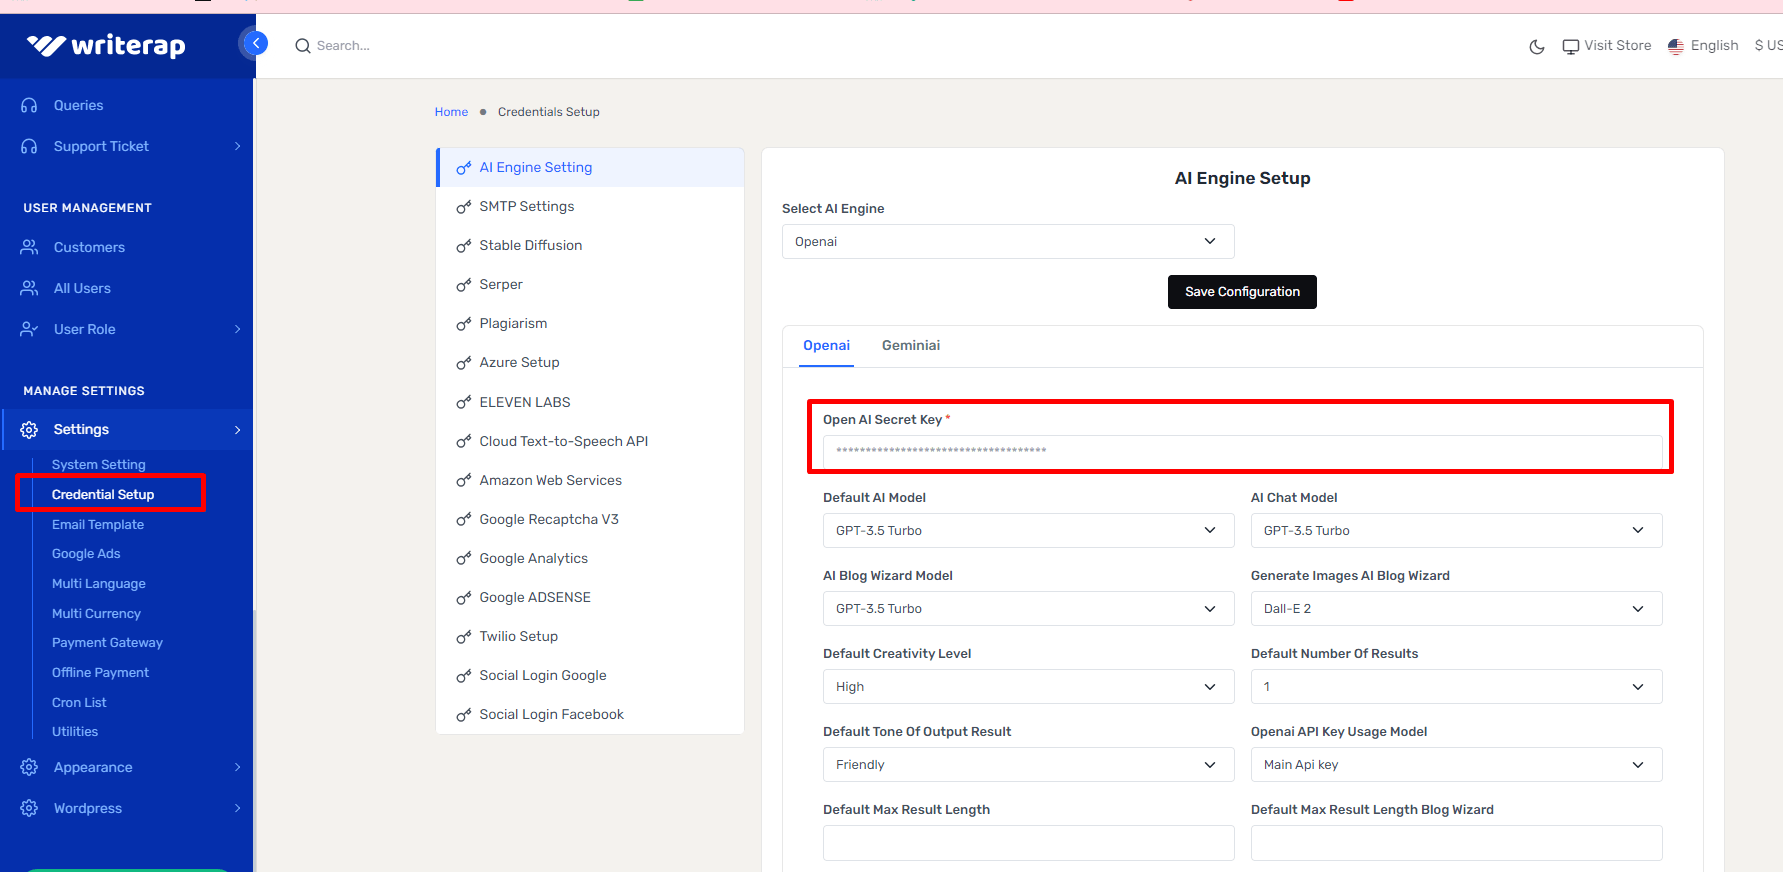 writerap
Search...
Visit Store
English
$ US
Queries
Support Ticket
USER MANAGEMENT
Customers
All Users
User Role
MANAGE SETTINGS
Settings
System Setting
Credential Setup
Email Template
Google Ads
Multi Language
Multi Currency
Payment Gateway
Offline Payment
Cron List
Utilities
Appearance
Wordpress
Home • Credentials Setup
AI Engine Setting
SMTP Settings
Stable Diffusion
Serper
Plagiarism
Azure Setup
ELEVEN LABS
Cloud Text-to-Speech API
Amazon Web Services
Google Recaptcha V3
Google Analytics
Google ADSENSE
Twilio Setup
Social Login Google
Social Login Facebook
AI Engine Setup
Select AI Engine
Openai
Save Configuration
Openai Geminiai
Open AI Secret Key *
************************************
Default AI Model
GPT-3.5 Turbo
AI Chat Model
GPT-3.5 Turbo
AI Blog Wizard Model
GPT-3.5 Turbo
Generate Images AI Blog Wizard
Dall-E 2
Default Creativity Level
High
Default Number Of Results
1
Default Tone Of Output Result
Friendly
Openai API Key Usage Model
Main Api key
Default Max Result Length
Default Max Result Length Blog Wizard